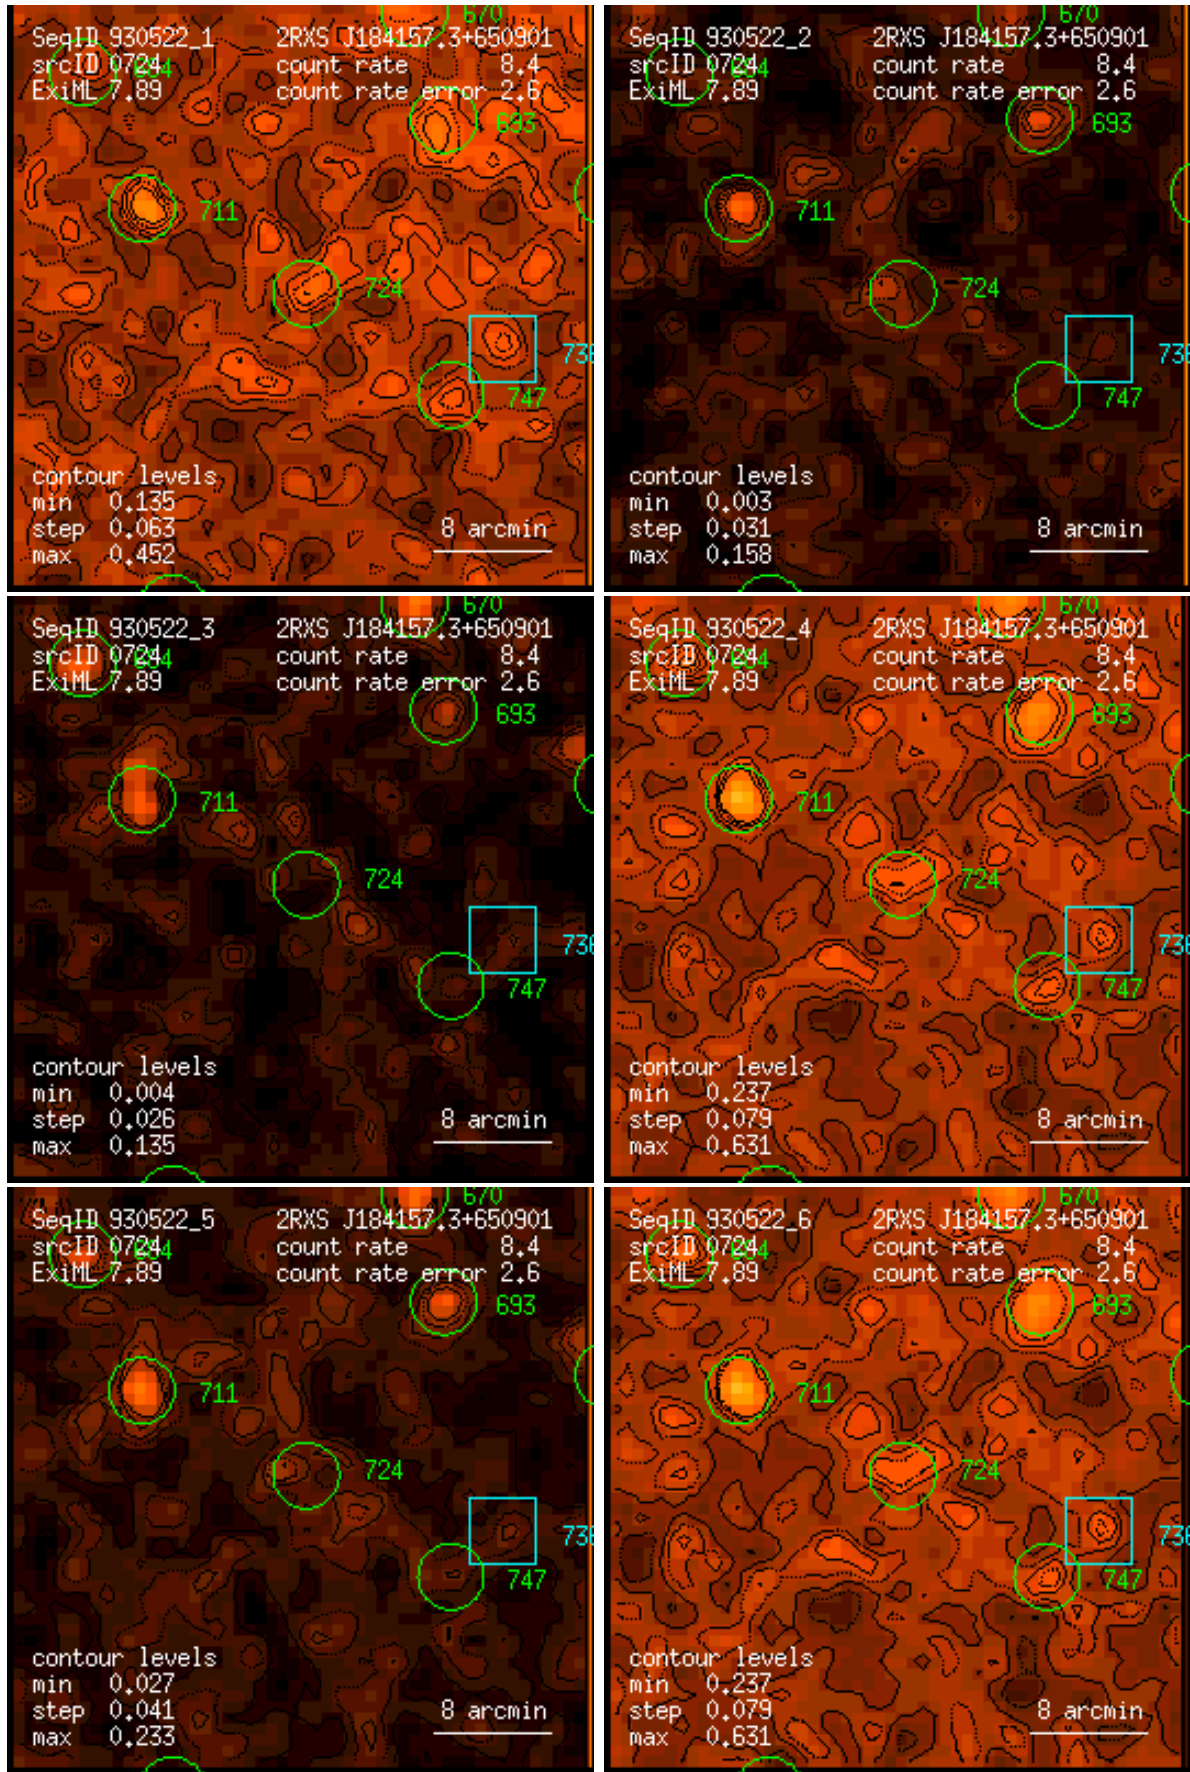 670
SeqID 930522_1 2RXS J184157.3+650901
srcID 0724 count rate 8.4
ExiML 7.89 count rate error 2.6
693
711
724
738
747
contour levels
min 0.135
step 0.063 8 arcmin
max 0.452
670
SeqID 930522_2 2RXS J184157.3+650901
srcID 0724 count rate 8.4
ExiML 7.89 count rate error 2.6
693
711
724
747
contour levels
min 0.003
step 0.031 8 arcmin
max 0.158
670
SeqID 930522_3 2RXS J184157.3+650901
srcID 0724 count rate 8.4
ExiML 7.89 count rate error 2.6
693
711
724
747
contour levels
min 0.004
step 0.026 8 arcmin
max 0.135
670
SeqID 930522_4 2RXS J184157.3+650901
srcID 0724 count rate 8.4
ExiML 7.89 count rate error 2.6
693
711
724
747
contour levels
min 0.237
step 0.079 8 arcmin
max 0.631
670
SeqID 930522_5 2RXS J184157.3+650901
srcID 0724 count rate 8.4
ExiML 7.89 count rate error 2.6
693
711
724
747
contour levels
min 0.027
step 0.041 8 arcmin
max 0.233
670
SeqID 930522_6 2RXS J184157.3+650901
srcID 0724 count rate 8.4
ExiML 7.89 count rate error 2.6
693
711
724
747
contour levels
min 0.237
step 0.079 8 arcmin
max 0.631